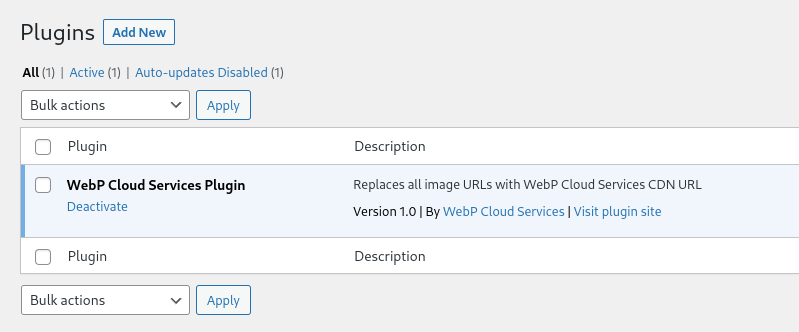 Plugins Add New
All (1) | Active (1) | Auto-updates Disabled (1)
Bulk actions Apply
Plugin Description
WebP Cloud Services Plugin Replaces all image URLs with WebP Cloud Services CDN URL
Deactivate Version 1.0 | By WebP Cloud Services | Visit plugin site
Plugin Description
Bulk actions Apply